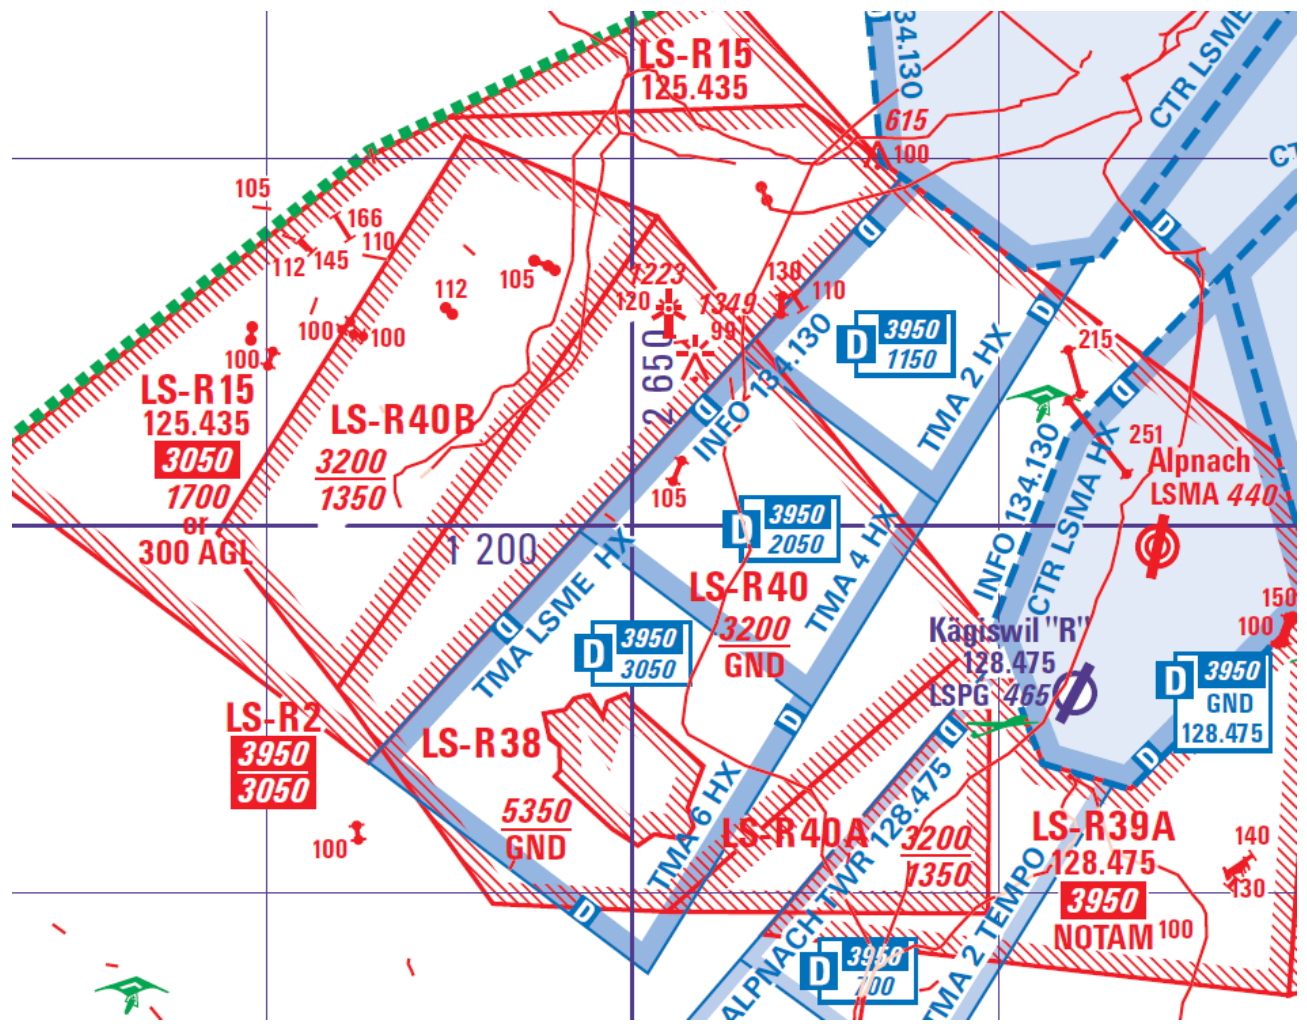 LS-R15
125.435
134.130
CTR LSME
615
100
CT
105
166
110
112
145
D
D
1223
120
1349
99
130
110
105
112
100
100
100
2 650
INFO 134.130
D
3950
1150
TMA 2 HX
D
215
D
LS-R15
125.435
3050
1700
or
300 AGL
LS-R40B
3200
1350
D
105
INFO 134.130
CTR LSMA HX
251
Alpnach
LSMA 440
1 200
TMA LSME HX
D
D
3950
2050
TMA 4 HX
LS-R40
3200
GND
D
3950
3050
Kägiswil "R"
128.475
LSPG 465
150
100
D
3950
GND
128.475
LS-R2
3950
3050
LS-R38
5350
GND
D
TMA 6 HX
D
D
100
LS-R40A
3200
1350
ALPNACH TWR 128.475
D
LS-R39A
128.475
3950
NOTAM
100
140
130
TMA 2 TEMPO
D
3950
700